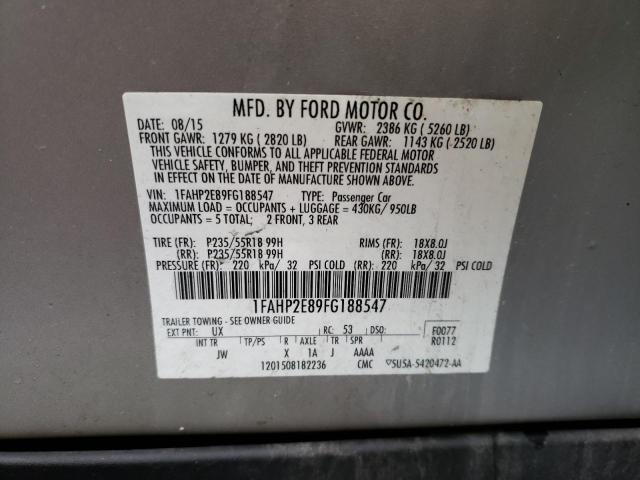 MFD. BY FORD MOTOR CO.
DATE: 08/15 GVWR: 2386 KG ( 5260 LB)
FRONT GAWR: 1279 KG ( 2820 LB) REAR GAWR: 1143 KG ( 2520 LB)
THIS VEHICLE CONFORMS TO ALL APPLICABLE FEDERAL MOTOR
VEHICLE SAFETY, BUMPER, AND THEFT PREVENTION STANDARDS
IN EFFECT ON THE DATE OF MANUFACTURE SHOWN ABOVE.
VIN: 1FAHP2E89FG188547 TYPE: Passenger Car
MAXIMUM LOAD = OCCUPANTS + LUGGAGE = 430KG/ 950LB
OCCUPANTS = 5 TOTAL; 2 FRONT, 3 REAR
TIRE (FR): P235/55R18 99H RIMS (FR): 18X8.0J
(RR): P235/55R18 99H (RR): 18X8.0J
PRESSURE (FR): 220 kPa/ 32 PSI COLD (RR): 220 kPa/ 32 PSI COLD
1FAHP2E89FG188547
TRAILER TOWING - SEE OWNER GUIDE
EXT PNT: UX RC: 53 DSO: F0077
INT TR TP/PS R AXLE TR SPR R0112
JW X 1A J AAAA
1201508182236 CMC ▽5U5A-5420472-AA